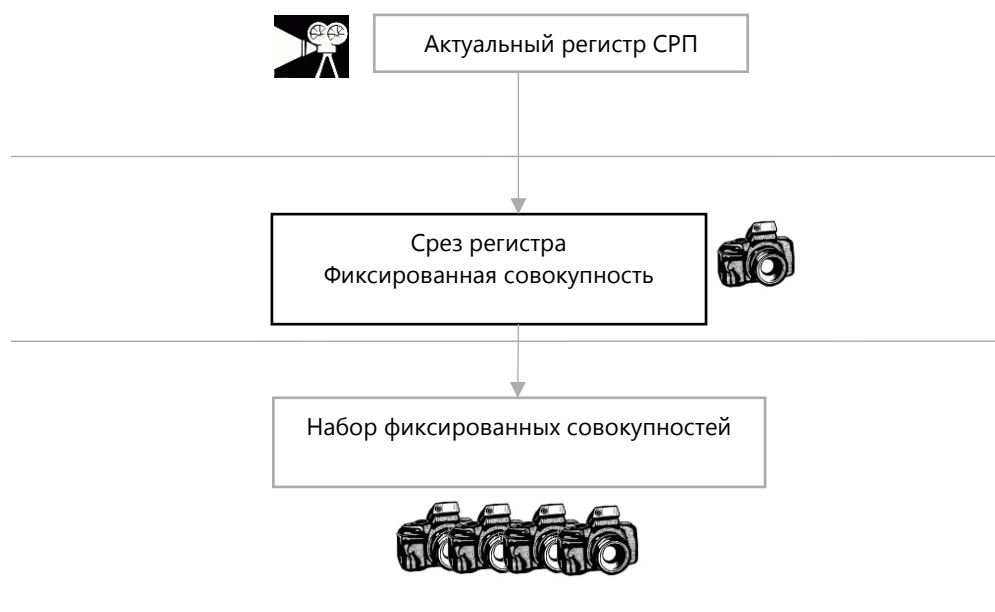 Актуальный регистр СРП
Срез регистра
Фиксированная совокупность
Набор фиксированных совокупностей